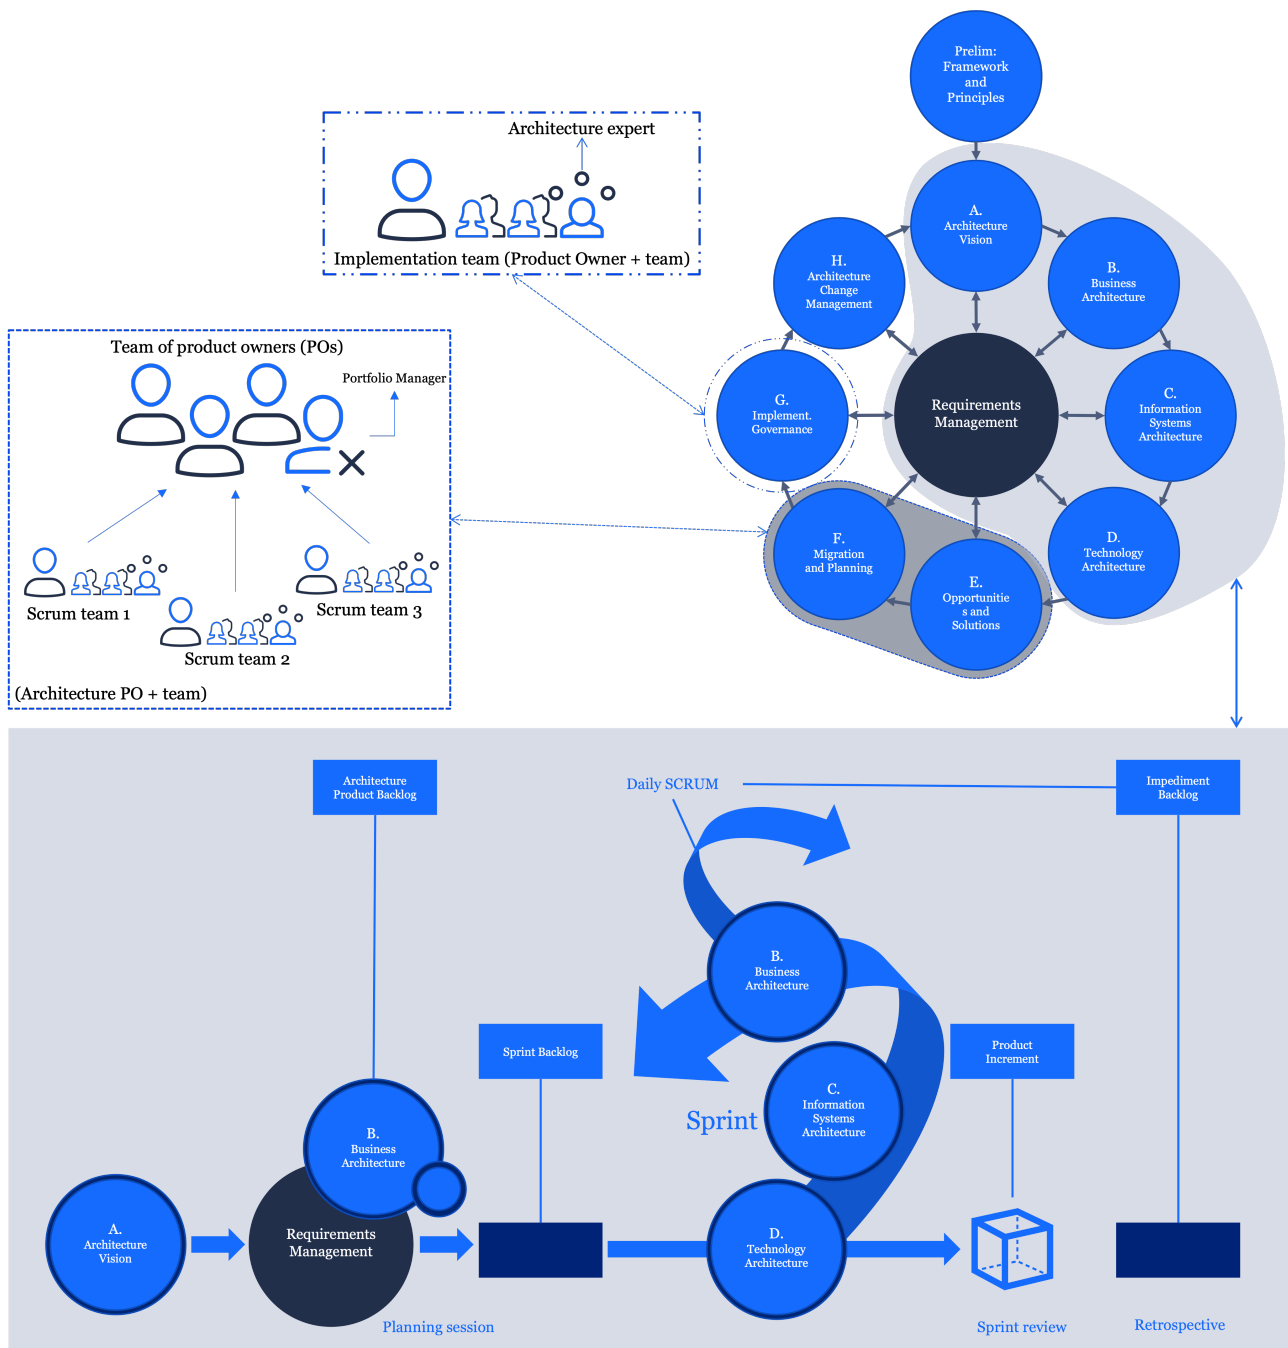 Prelim:
Framework
and
Principles
Architecture expert
Implementation team (Product Owner + team)
A.
Architecture
Vision
B.
Business
Architecture
H.
Architecture
Change
Management
Requirements
Management
C.
Information
Systems
Architecture
G.
Implement.
Governance
F.
Migration
and Planning
E.
Opportunitie
s and
Solutions
D.
Technology
Architecture
Team of product owners (POs)
Portfolio Manager
Scrum team 1
Scrum team 2
Scrum team 3
(Architecture PO + team)
Architecture
Product Backlog
Daily SCRUM
Impediment
Backlog
B.
Business
Architecture
Sprint Backlog
Product
Increment
Sprint
C.
Information
Systems
Architecture
B.
Business
Architecture
A.
Architecture
Vision
Requirements
Management
D.
Technology
Architecture
Planning session
Sprint review
Retrospective